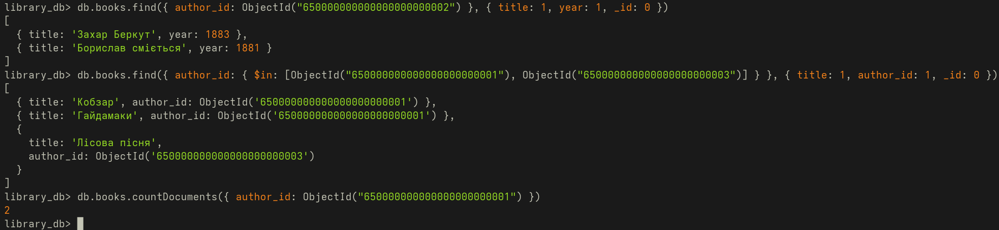 library_db> db.books.find({ author_id: ObjectId("650000000000000000000002") }, { title: 1, year: 1, _id: 0 })
[
  { title: 'Захар Беркут', year: 1883 },
  { title: 'Борислав сміється', year: 1881 }
]
library_db> db.books.find({ author_id: { $in: [ObjectId("650000000000000000000001"), ObjectId("650000000000000000000003")] } }, { title: 1, author_id: 1, _id: 0 })
[
  { title: 'Кобзар', author_id: ObjectId('650000000000000000000001') },
  { title: 'Гайдамаки', author_id: ObjectId('650000000000000000000001') },
  {
    title: 'Лісова пісня',
    author_id: ObjectId('650000000000000000000003')
  }
]
library_db> db.books.countDocuments({ author_id: ObjectId("650000000000000000000001") })
2
library_db>